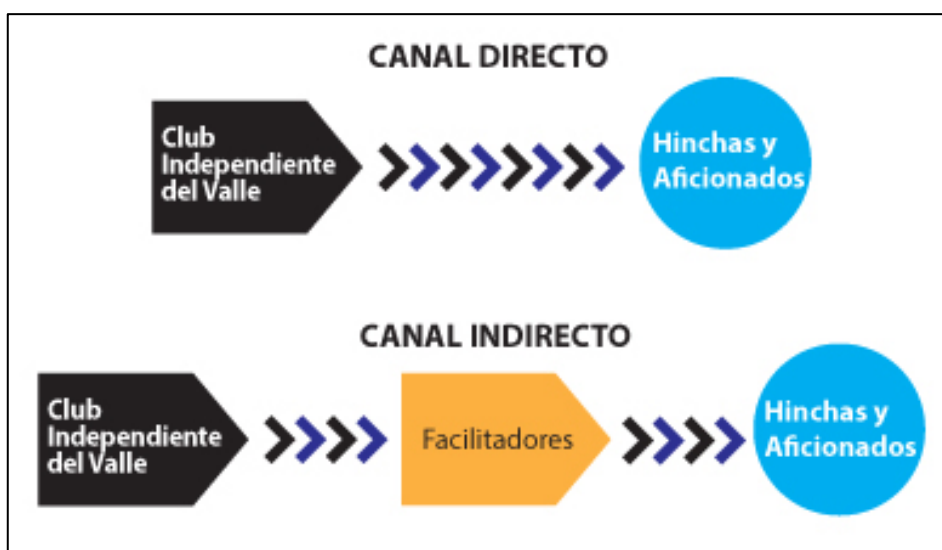 CANAL DIRECTO
Club
Independiente
del Valle
Hinchas y
Aficionados
CANAL INDIRECTO
Club
Independiente
del Valle
Facilitadores
Hinchas y
Aficionados